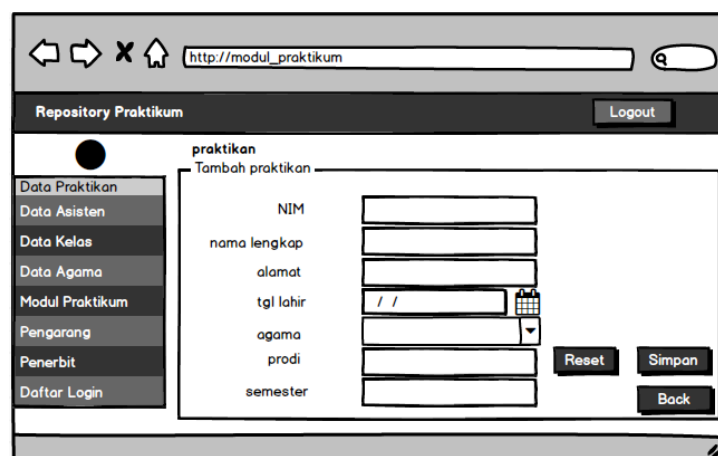 http://modul_praktikum
Repository Praktikum
Logout
praktikan
Tambah praktikan
Data Praktikan
Data Asisten
Data Kelas
Data Agama
Modul Praktikum
Pengarang
Penerbit
Daftar Login
NIM
nama lengkap
alamat
tgl lahir / /
agama
prodi
semester
Reset
Simpan
Back